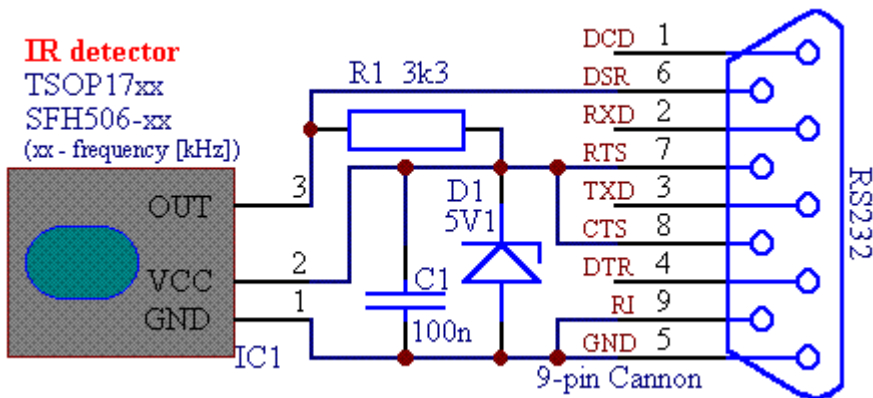 IR detector
TSOP17xx
SFH506-xx
(xx - frequency [kHz])
R1 3k3
OUT
3
VCC
2
GND
1
IC1
C1
100n
D1
5V1
DCD 1
DSR 6
RXD 2
RTS 7
TXD 3
CTS 8
DTR 4
RI 9
GND 5
9-pin Cannon
RS232